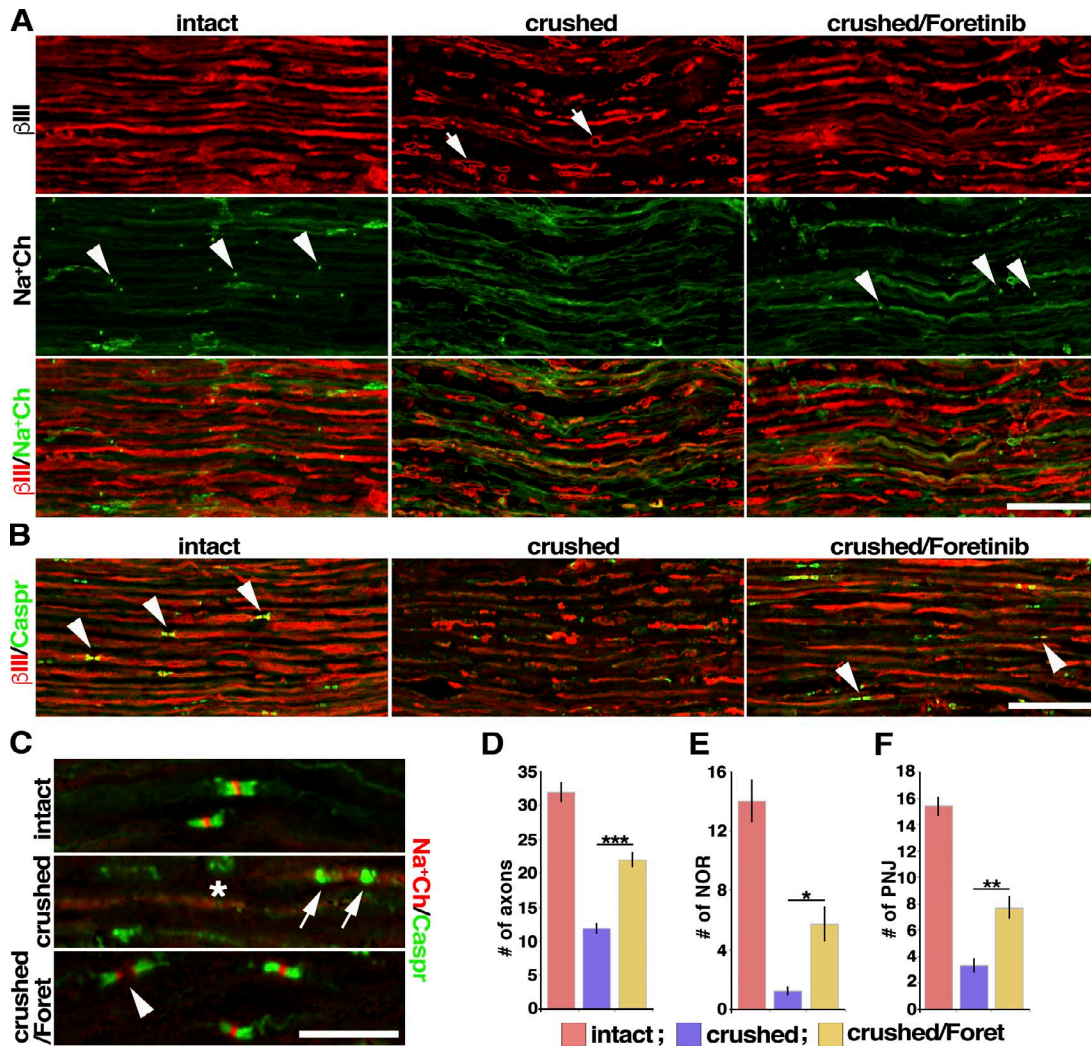 A
intact
crushed
crushed/Foretinib
βIII
Na⁺Ch
βIII/Na⁺Ch
B
intact
crushed
crushed/Foretinib
βIII/Caspr
C
intact
crushed
*
crushed
/Foret
Na⁺Ch/Caspr
D
# of axons
35
30
25
20
15
10
5
0
***
E
# of NOR
16
12
8
4
0
*
F
# of PNJ
18
16
14
12
10
8
6
4
2
0
**
intact ; crushed ; crushed/Foret